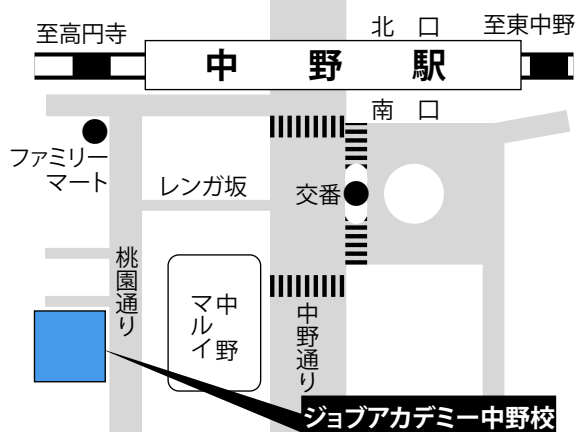 北口
至高円寺
至東中野
中野駅
南口
ファミリー
マート
レンガ坂
交番
桃園通り
中野
マルイ
中野通り
ジョブアカデミー中野校